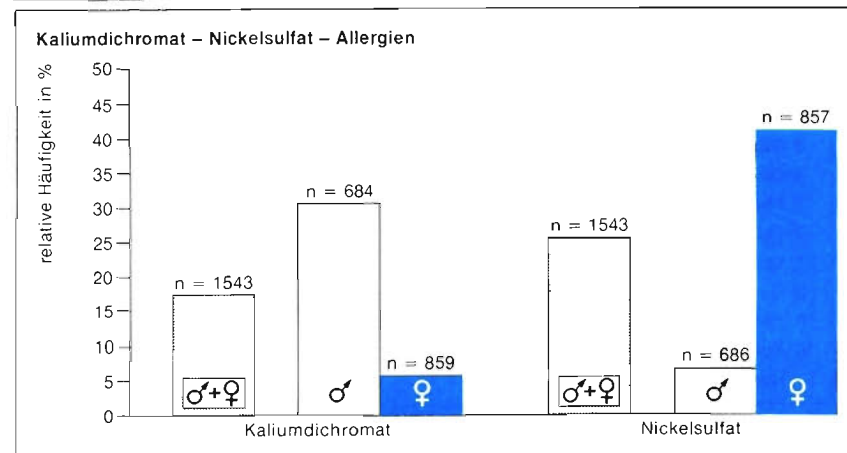 Kaliumdichromat – Nickelsulfat – Allergien
relative Häufigkeit in %
50
45
40
35
30
25
20
15
10
5
0
n = 1543
n = 684
n = 859
n = 1543
n = 686
n = 857
♂+♀
♂
♀
♂+♀
♂
♀
Kaliumdichromat
Nickelsulfat